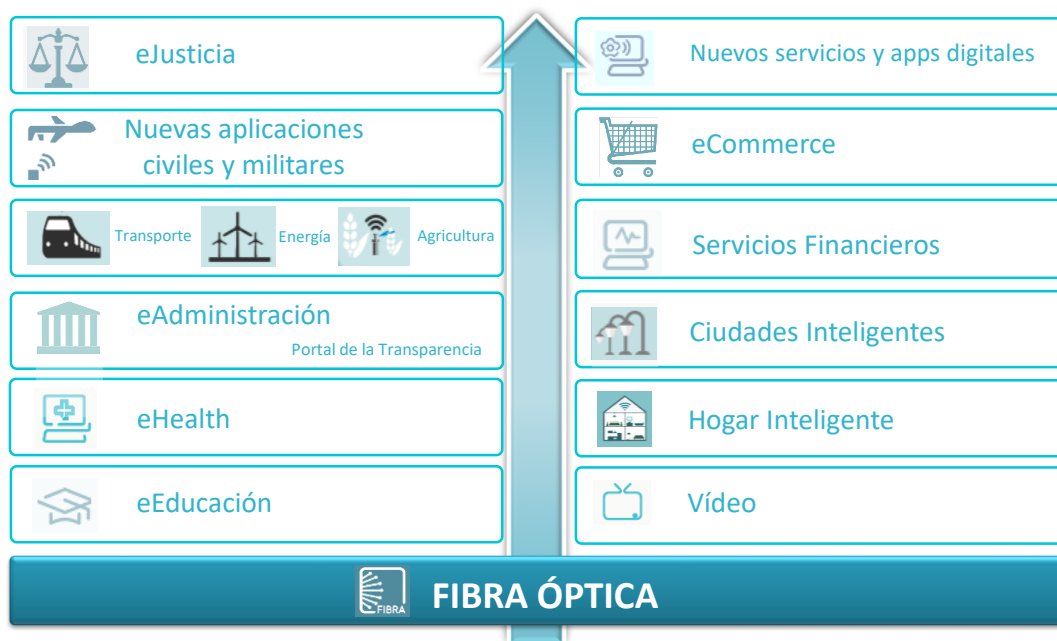 eJusticia
Nuevas aplicaciones
civiles y militares
Transporte
Energía
Agricultura
eAdministración
Portal de la Transparencia
eHealth
eEducación
Nuevos servicios y apps digitales
eCommerce
Servicios Financieros
Ciudades Inteligentes
Hogar Inteligente
Vídeo
FIBRA
FIBRA ÓPTICA